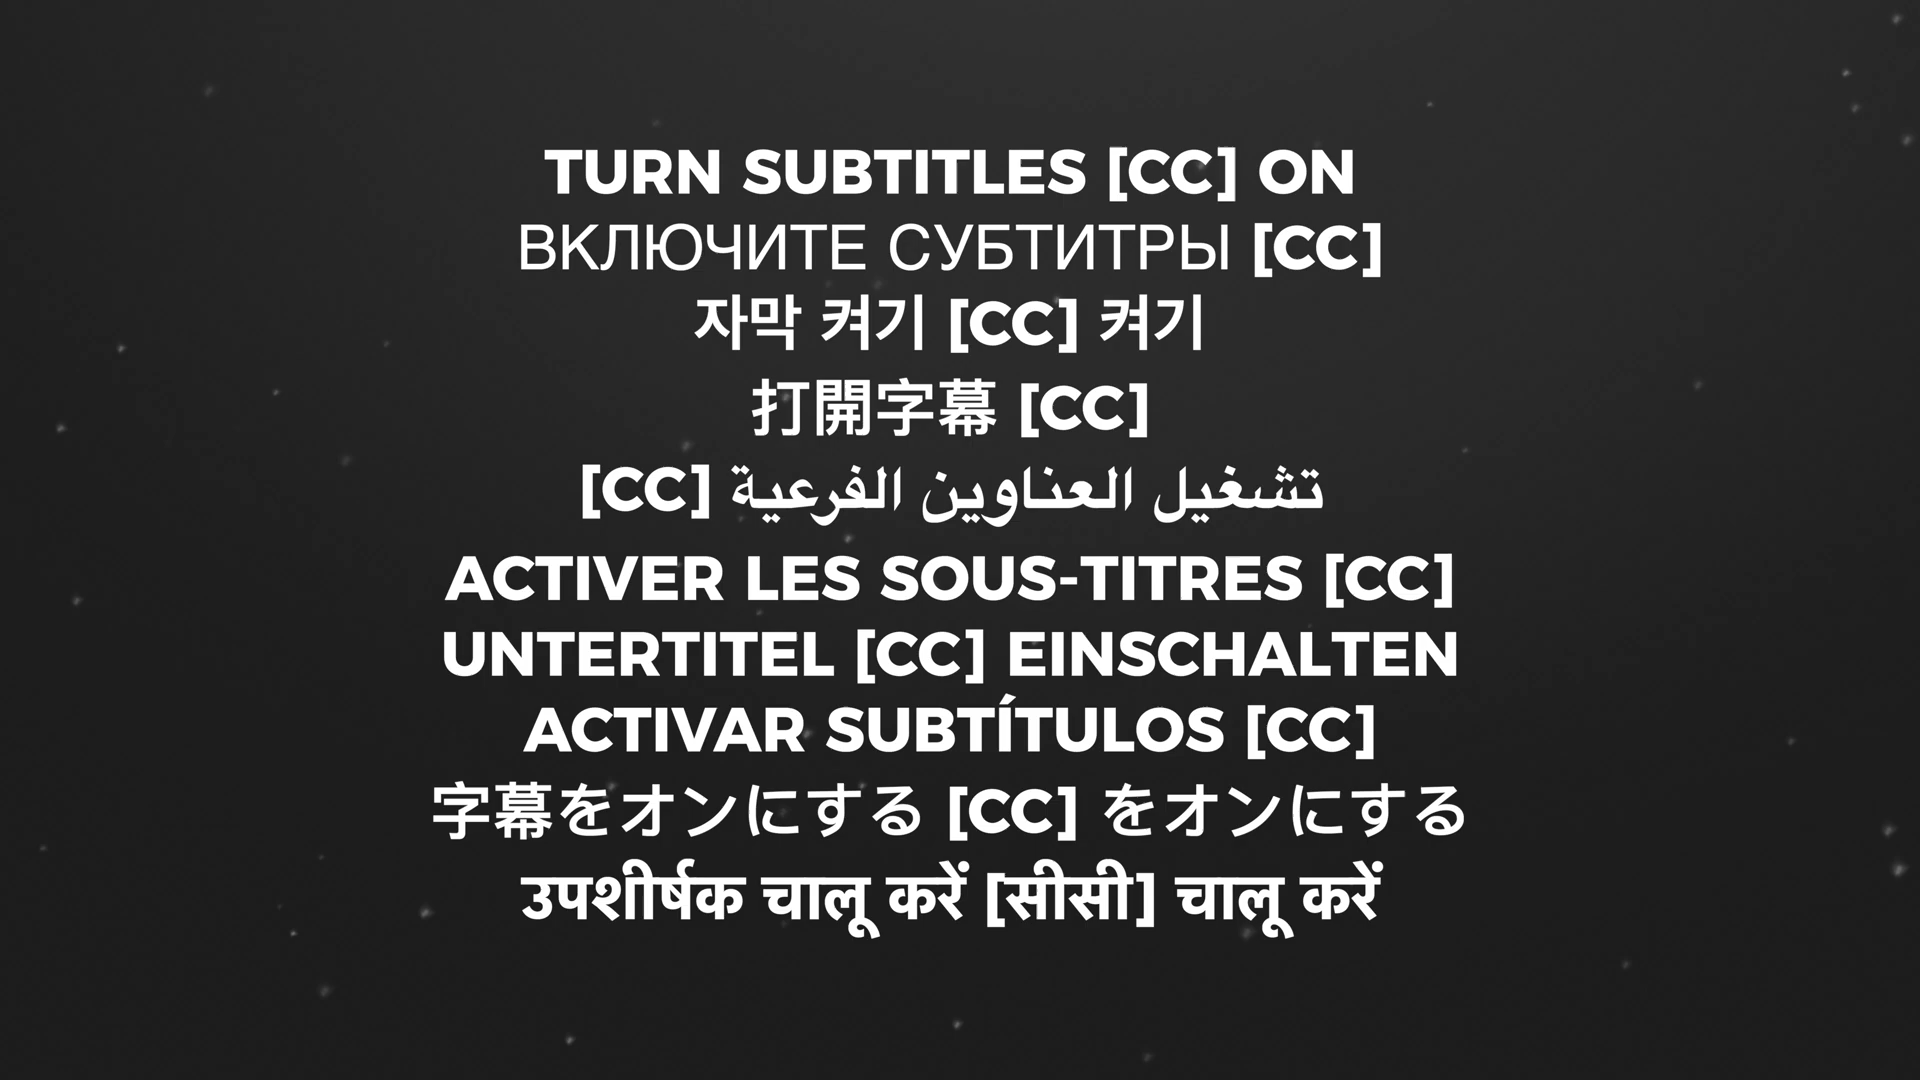 TURN SUBTITLES [CC] ON
ВКЛЮЧИТЕ СУБТИТРЫ [CC]
자막 켜기 [CC] 켜기
打開字幕 [CC]
تشغيل العناوين الفرعية [CC]
ACTIVER LES SOUS-TITRES [CC]
UNTERTITEL [CC] EINSCHALTEN
ACTIVAR SUBTÍTULOS [CC]
字幕をオンにする [CC] をオンにする
उपशीर्षक चालू करें [सीसी] चालू करें